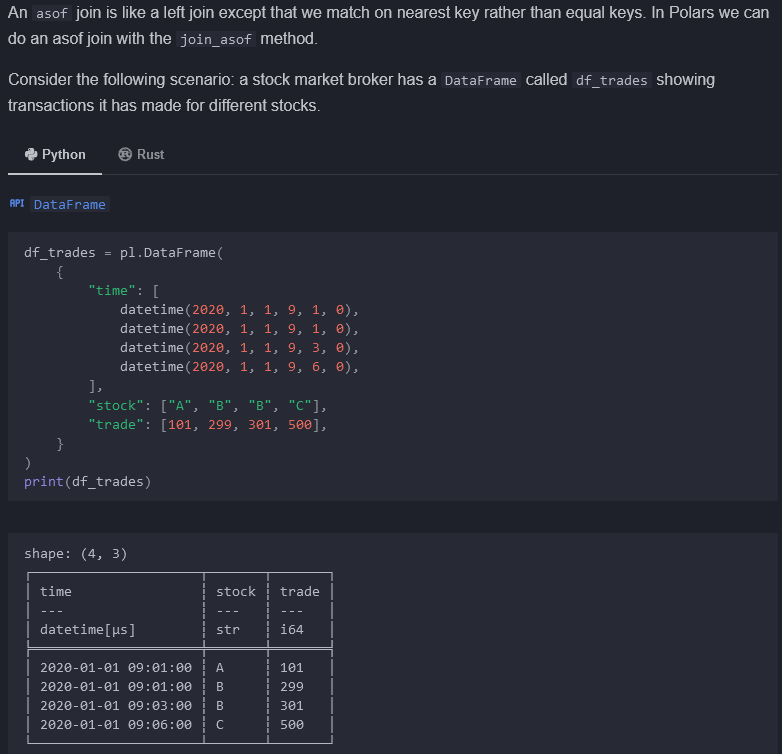 An asof join is like a left join except that we match on nearest key rather than equal keys. In Polars we can
do an asof join with the join_asof method.
Consider the following scenario: a stock market broker has a DataFrame called df_trades showing
transactions it has made for different stocks.
Python Rust
API DataFrame
df_trades = pl.DataFrame(
    {
        "time": [
            datetime(2020, 1, 1, 9, 1, 0),
            datetime(2020, 1, 1, 9, 1, 0),
            datetime(2020, 1, 1, 9, 3, 0),
            datetime(2020, 1, 1, 9, 6, 0),
        ],
        "stock": ["A", "B", "B", "C"],
        "trade": [101, 299, 301, 500],
    }
)
print(df_trades)
shape: (4, 3)
time stock trade
--- --- ---
datetime[μs] str i64
2020-01-01 09:01:00 A 101
2020-01-01 09:01:00 B 299
2020-01-01 09:03:00 B 301
2020-01-01 09:06:00 C 500